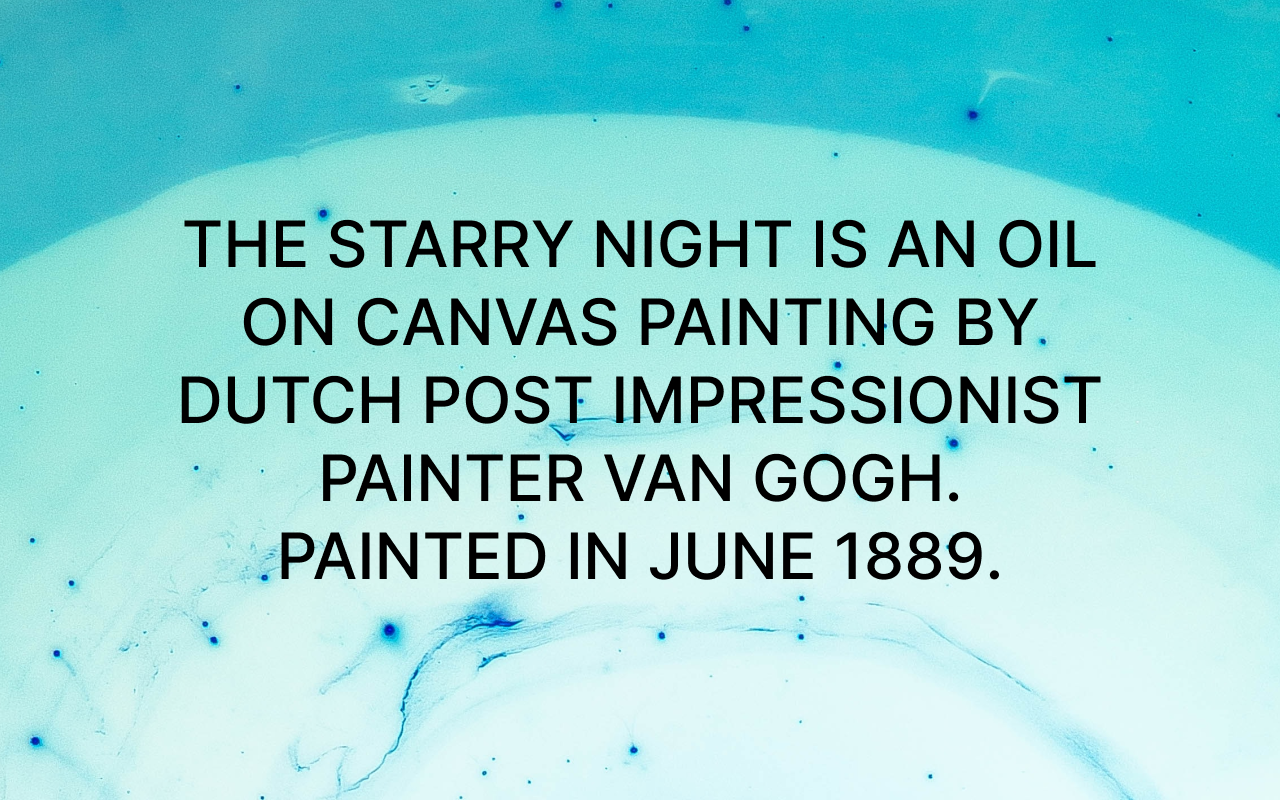 THE STARRY NIGHT IS AN OIL
ON CANVAS PAINTING BY
DUTCH POST IMPRESSIONIST
PAINTER VAN GOGH.
PAINTED IN JUNE 1889.